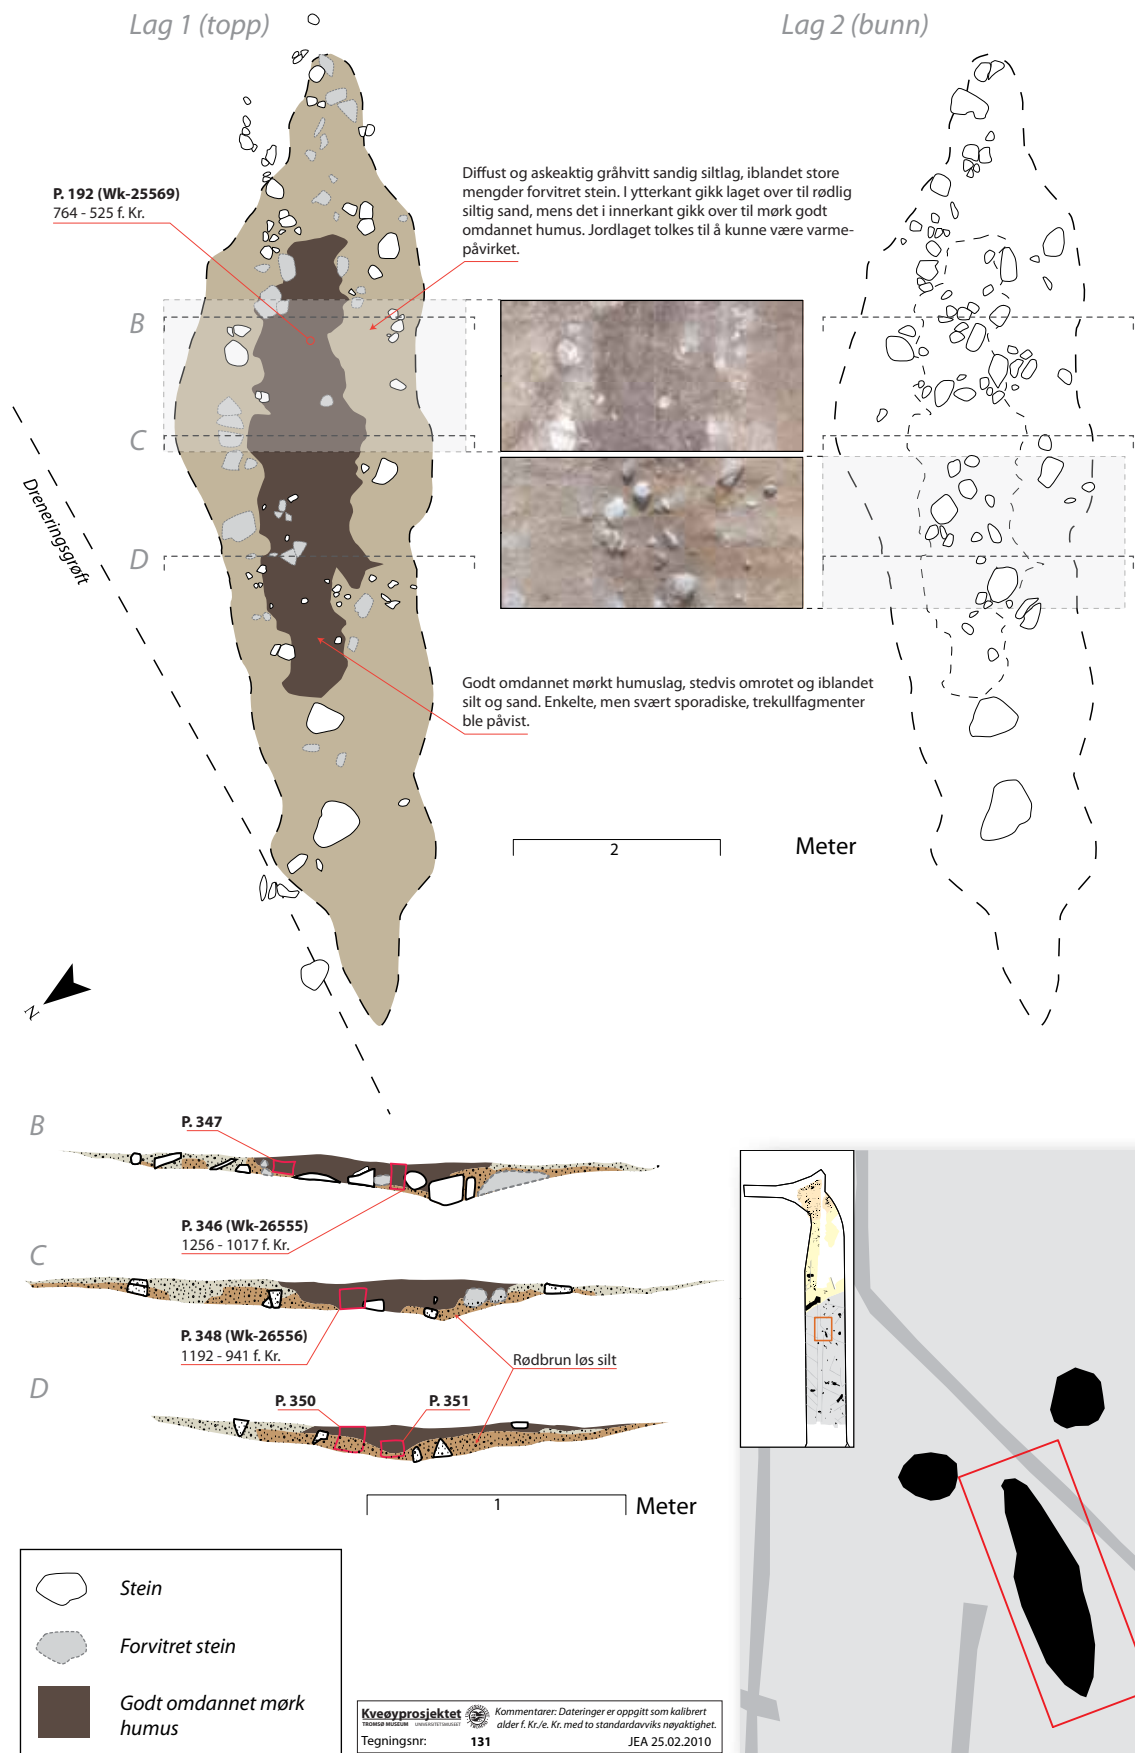 Lag 1 (topp)
Lag 2 (bunn)
P. 192 (Wk-25569)
764 - 525 f. Kr.
Diffust og askeaktig gråhvitt sandig siltlag, iblandet store
mengder forvitret stein. I ytterkant gikk laget over til rødlig
siltig sand, mens det i innerkant gikk over til mørk godt
omdannet humus. Jordlaget tolkes til å kunne være varme-
påvirket.
B
C
D
Dreneringsgrøft
Godt omdannet mørkt humuslag, stedvis omrotet og iblandet
silt og sand. Enkelte, men svært sporadiske, trekullfagmenter
ble påvist.
2
Meter
N
B
P. 347
P. 346 (Wk-26555)
1256 - 1017 f. Kr.
C
P. 348 (Wk-26556)
1192 - 941 f. Kr.
Rødbrun løs silt
D
P. 350
P. 351
1
Meter
Stein
Forvitret stein
Godt omdannet mørk
humus
Kveøyprosjektet
TROMSØ MUSEUM UNIVERSITETSMUSEET
Kommentarer: Dateringer er oppgitt som kalibrert
alder f. Kr./e. Kr. med to standardavviks nøyaktighet.
Tegningsnr: 131 JEA 25.02.2010